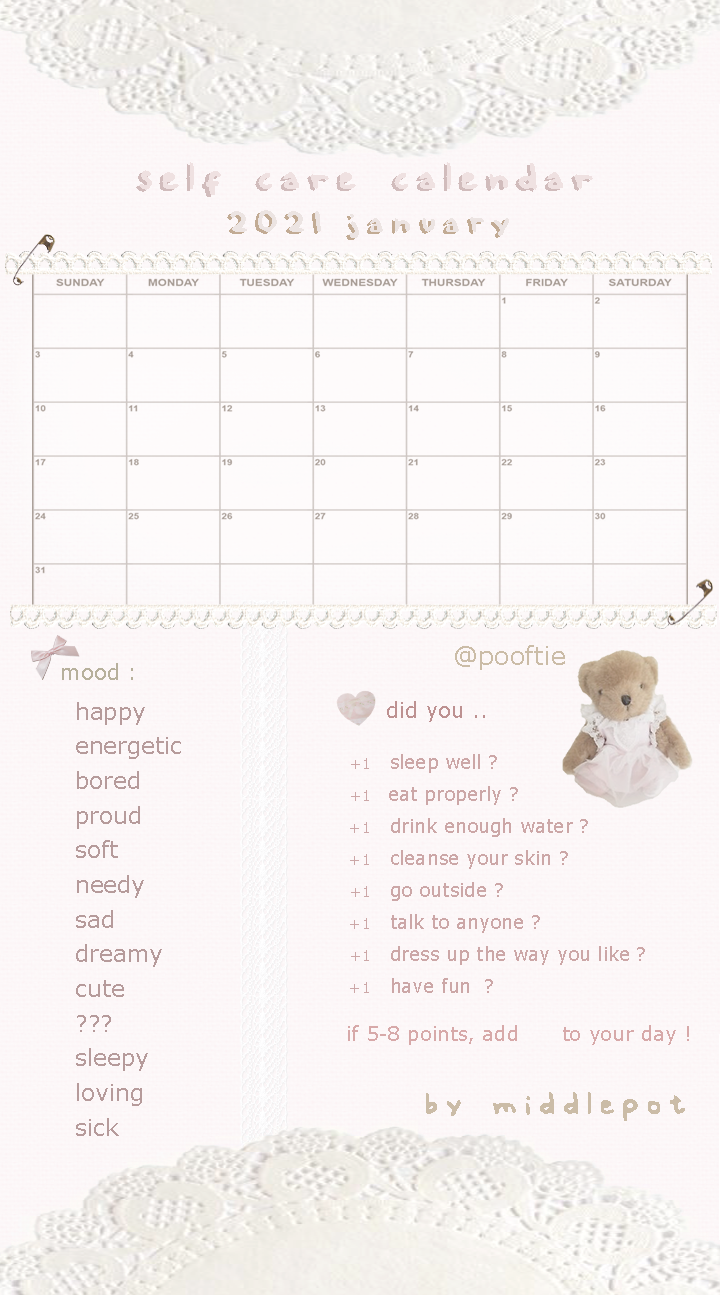 self care calendar
2021 january
SUNDAY MONDAY TUESDAY WEDNESDAY THURSDAY FRIDAY SATURDAY
1 2
3 4 5 6 7 8 9
10 11 12 13 14 15 16
17 18 19 20 21 22 23
24 25 26 27 28 29 30
31
mood :
happy
energetic
bored
proud
soft
needy
sad
dreamy
cute
???
sleepy
loving
sick
@pooftie
did you ..
+1 sleep well ?
+1 eat properly ?
+1 drink enough water ?
+1 cleanse your skin ?
+1 go outside ?
+1 talk to anyone ?
+1 dress up the way you like ?
+1 have fun ?
if 5-8 points, add to your day !
by middlepot